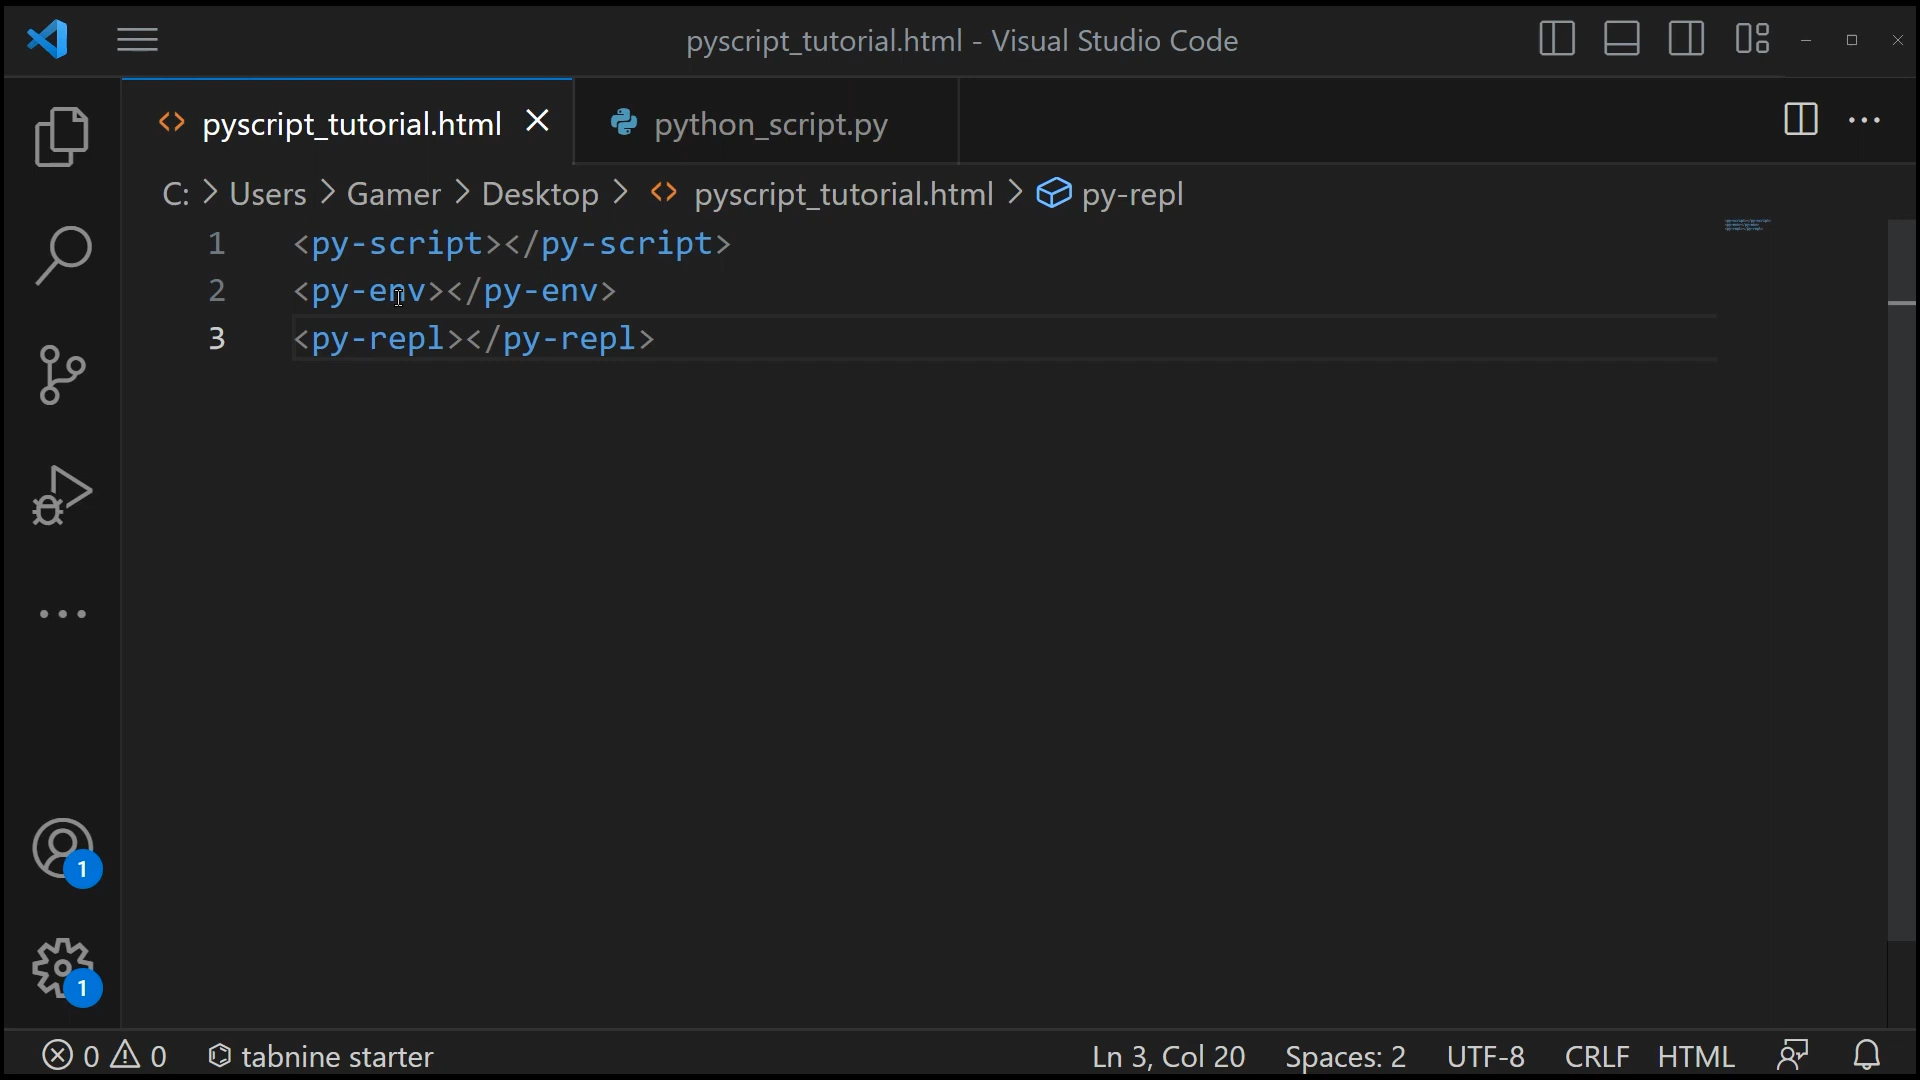 pyscript_tutorial.html - Visual Studio Code
pyscript_tutorial.html python_script.py
C: > Users > Gamer > Desktop > pyscript_tutorial.html > py-repl
1 <py-script></py-script>
2 <py-env></py-env>
3 <py-repl></py-repl>
1
1
0 0 tabnine starter Ln 3, Col 20 Spaces: 2 UTF-8 CRLF HTML